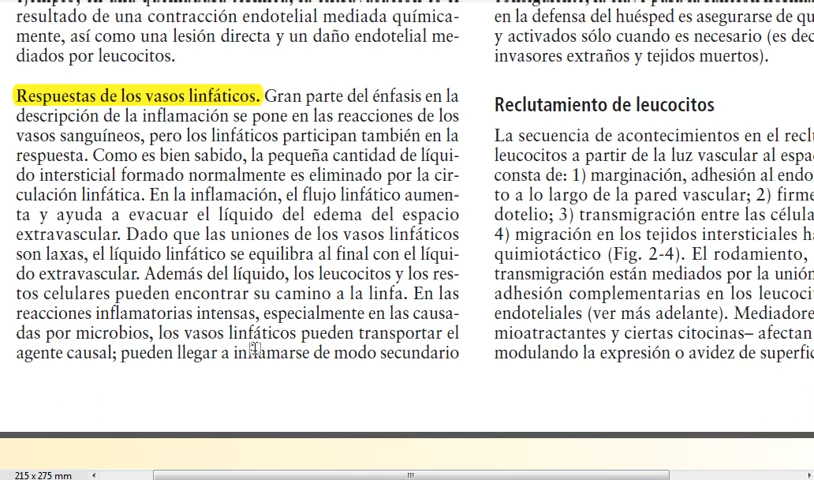 resultado de una contracción endotelial mediada química-
mente, así como una lesión directa y un daño endotelial me-
diados por leucocitos.
Respuestas de los vasos linfáticos. Gran parte del énfasis en la
descripción de la inflamación se pone en las reacciones de los
vasos sanguíneos, pero los linfáticos participan también en la
respuesta. Como es bien sabido, la pequeña cantidad de líqui-
do intersticial formado normalmente es eliminado por la cir-
culación linfática. En la inflamación, el flujo linfático aumen-
ta y ayuda a evacuar el líquido del edema del espacio
extravascular. Dado que las uniones de los vasos linfáticos
son laxas, el líquido linfático se equilibra al final con el líqui-
do extravascular. Además del líquido, los leucocitos y los res-
tos celulares pueden encontrar su camino a la linfa. En las
reacciones inflamatorias intensas, especialmente en las causa-
das por microbios, los vasos linfáticos pueden transportar el
agente causal; pueden llegar a inflamarse de modo secundario
en la defensa del huésped es asegurarse de qu
y activados sólo cuando es necesario (es dec
invasores extraños y tejidos muertos).
Reclutamiento de leucocitos
La secuencia de acontecimientos en el recl
leucocitos a partir de la luz vascular al espa
consta de: 1) marginación, adhesión al endo
to a lo largo de la pared vascular; 2) firme
dotelio; 3) transmigración entre las célula
4) migración en los tejidos intersticiales ha
quimiotáctico (Fig. 2-4). El rodamiento,
transmigración están mediados por la unión
adhesión complementarias en los leucoci
endoteliales (ver más adelante). Mediadore
mioatractantes y ciertas citocinas– afectan
modulando la expresión o avidez de superfic
215 x 275 mm